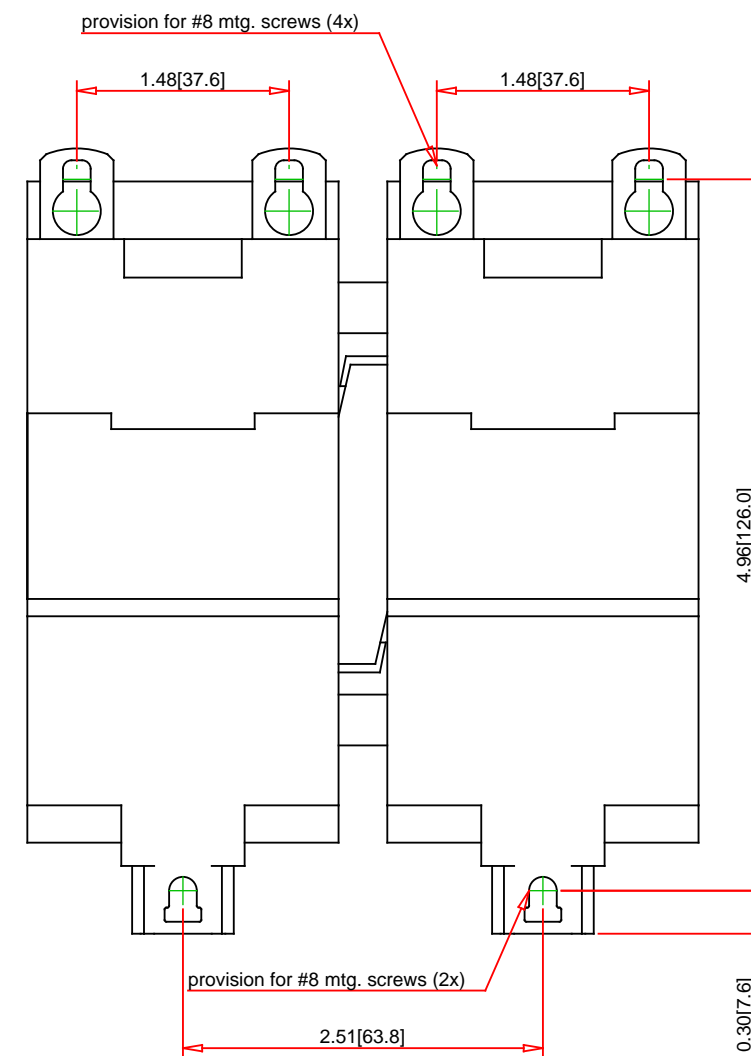 provision for #8 mtg. screws (4x)
1.48[37.6]
1.48[37.6]
4.96[126.0]
provision for #8 mtg. screws (2x)
2.51[63.8]
0.30[7.6]